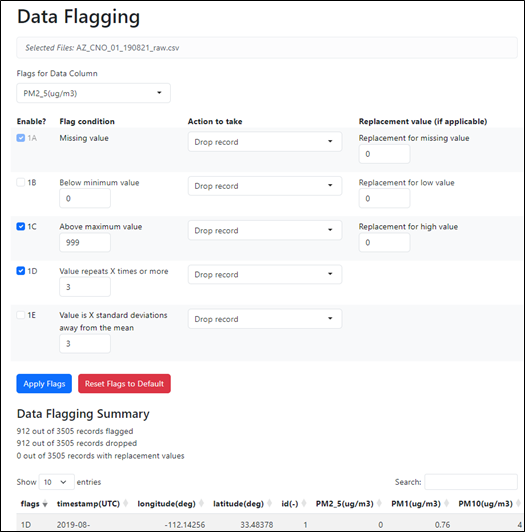 Data Flagging
Selected Files: AZ_CNO_01_190821_raw.csv
Flags for Data Column
PM2_5(ug/m3)
Enable? Flag condition Action to take Replacement value (if applicable)
1A Missing value Drop record Replacement for missing value
0
1B Below minimum value Drop record Replacement for low value
0 0
1C Above maximum value Drop record Replacement for high value
999 0
1D Value repeats X times or more Drop record
3
1E Value is X standard deviations Drop record
away from the mean
3
Apply Flags Reset Flags to Default
Data Flagging Summary
912 out of 3505 records flagged
912 out of 3505 records dropped
0 out of 3505 records with replacement values
Show 10 entries Search:
flags timestamp(UTC) longitude(deg) latitude(deg) id(-) PM2_5(ug/m3) PM1(ug/m3) PM10(ug/m3)
1D 2019-08- -112.14256 33.48378 1 0 0.76 4